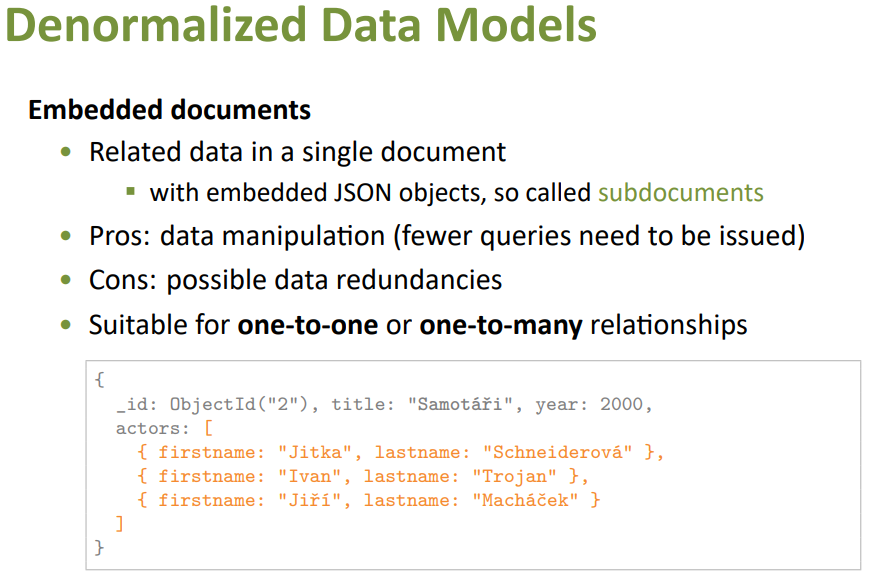 Denormalized Data Models
Embedded documents
• Related data in a single document
▪ with embedded JSON objects, so called subdocuments
• Pros: data manipulation (fewer queries need to be issued)
• Cons: possible data redundancies
• Suitable for one-to-one or one-to-many relationships
{
_id: ObjectId("2"), title: "Samotáři", year: 2000,
actors: [
{ firstname: "Jitka", lastname: "Schneiderová" },
{ firstname: "Ivan", lastname: "Trojan" },
{ firstname: "Jiří", lastname: "Macháček" }
]
}